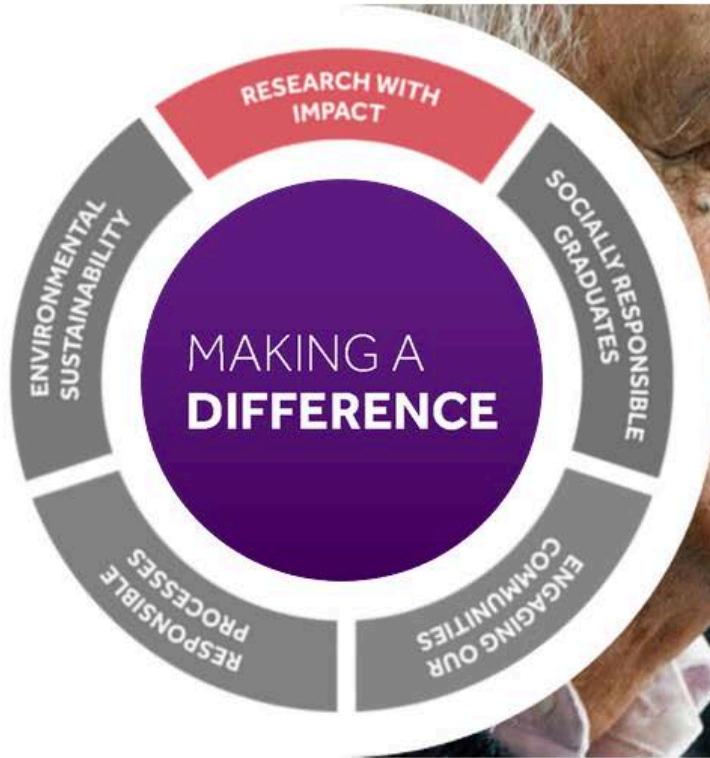 RESEARCH WITH
IMPACT
SOCIALLY RESPONSIBLE
GRADUATES
ENGAGING OUR
COMMUNITIES
RESPONSIBLE
PROCESSES
ENVIRONMENTAL
SUSTAINABILITY
MAKING A
DIFFERENCE